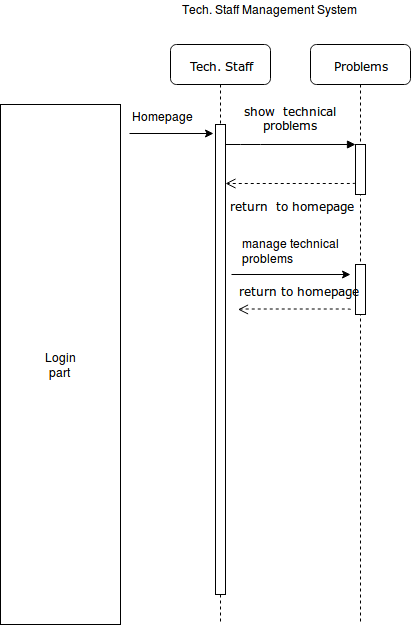 Tech. Staff Management System
Tech. Staff
Problems
Homepage
show technical
problems
return to homepage
manage technical
problems
return to homepage
Login
part